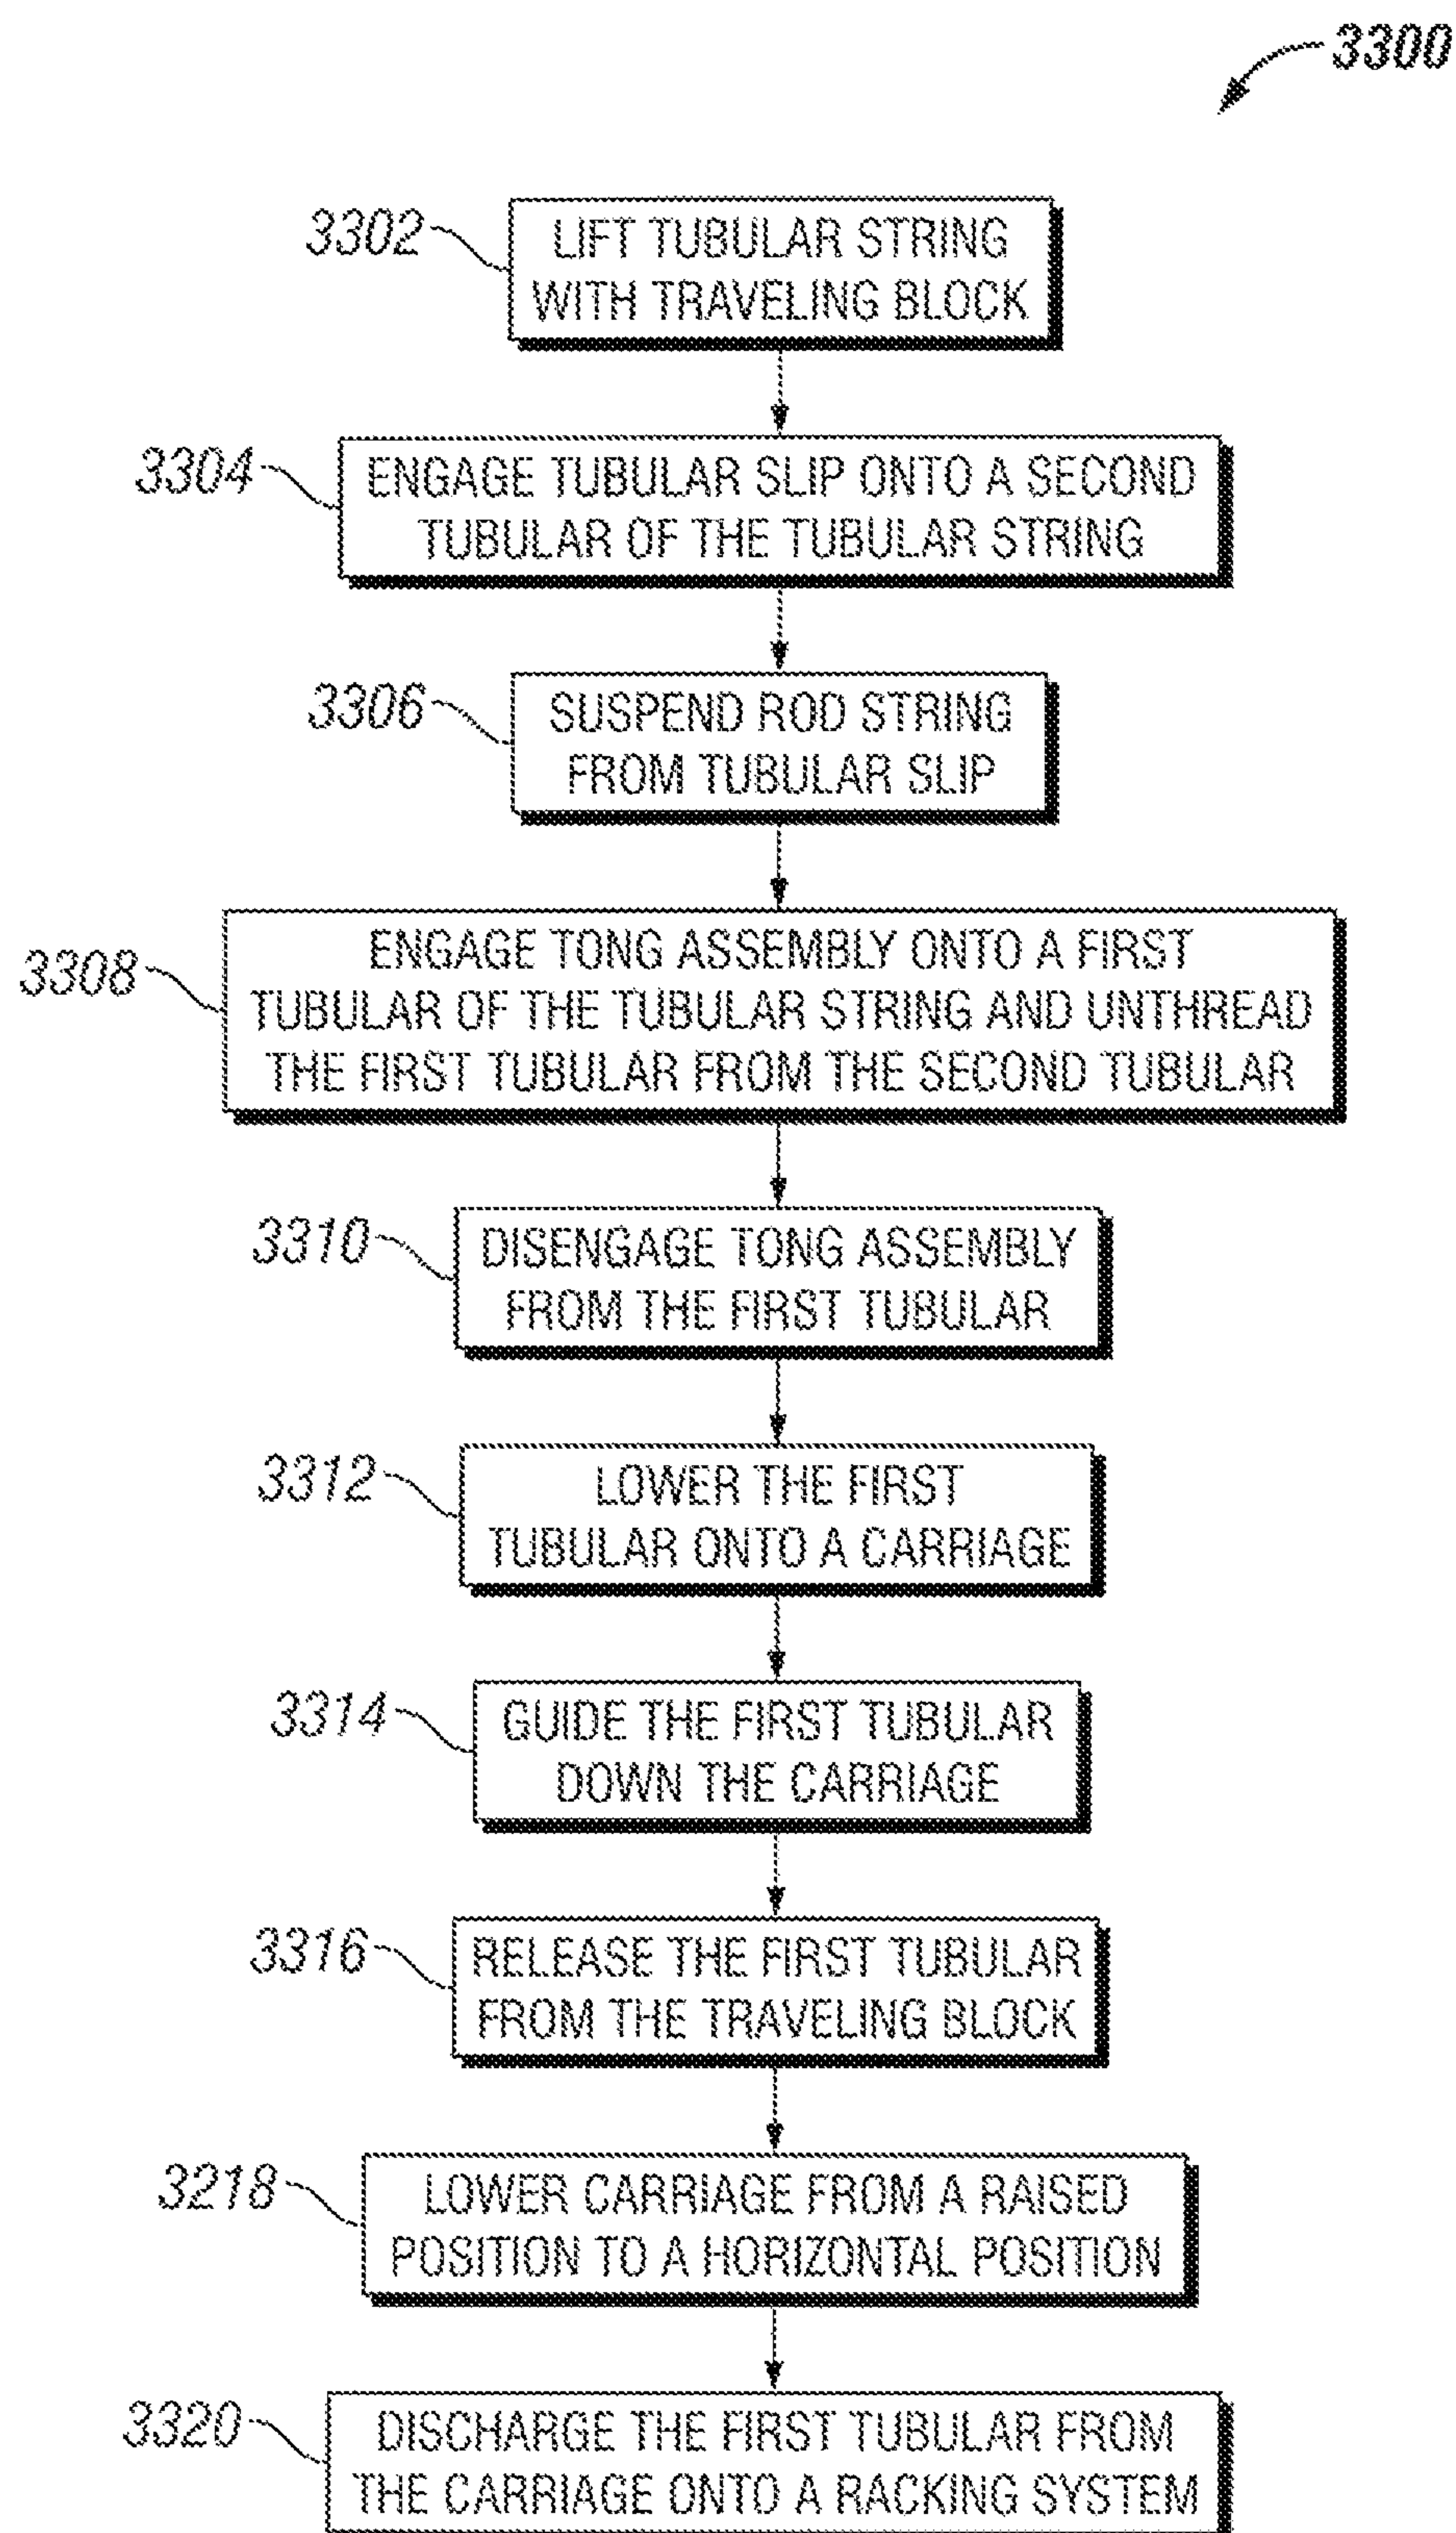 3300
3302
LIFT TUBULAR STRING
WITH TRAVELING BLOCK
3304
ENGAGE TUBULAR SLIP ONTO A SECOND
TUBULAR OF THE TUBULAR STRING
3306
SUSPEND ROD STRING
FROM TUBULAR SLIP
3308
ENGAGE TONG ASSEMBLY ONTO A FIRST
TUBULAR OF THE TUBULAR STRING AND UNTHREAD
THE FIRST TUBULAR FROM THE SECOND TUBULAR
3310
DISENGAGE TONG ASSEMBLY
FROM THE FIRST TUBULAR
3312
LOWER THE FIRST
TUBULAR ONTO A CARRIAGE
3314
GUIDE THE FIRST TUBULAR
DOWN THE CARRIAGE
3316
RELEASE THE FIRST TUBULAR
FROM THE TRAVELING BLOCK
3218
LOWER CARRIAGE FROM A RAISED
POSITION TO A HORIZONTAL POSITION
3320
DISCHARGE THE FIRST TUBULAR FROM
THE CARRIAGE ONTO A RACKING SYSTEM